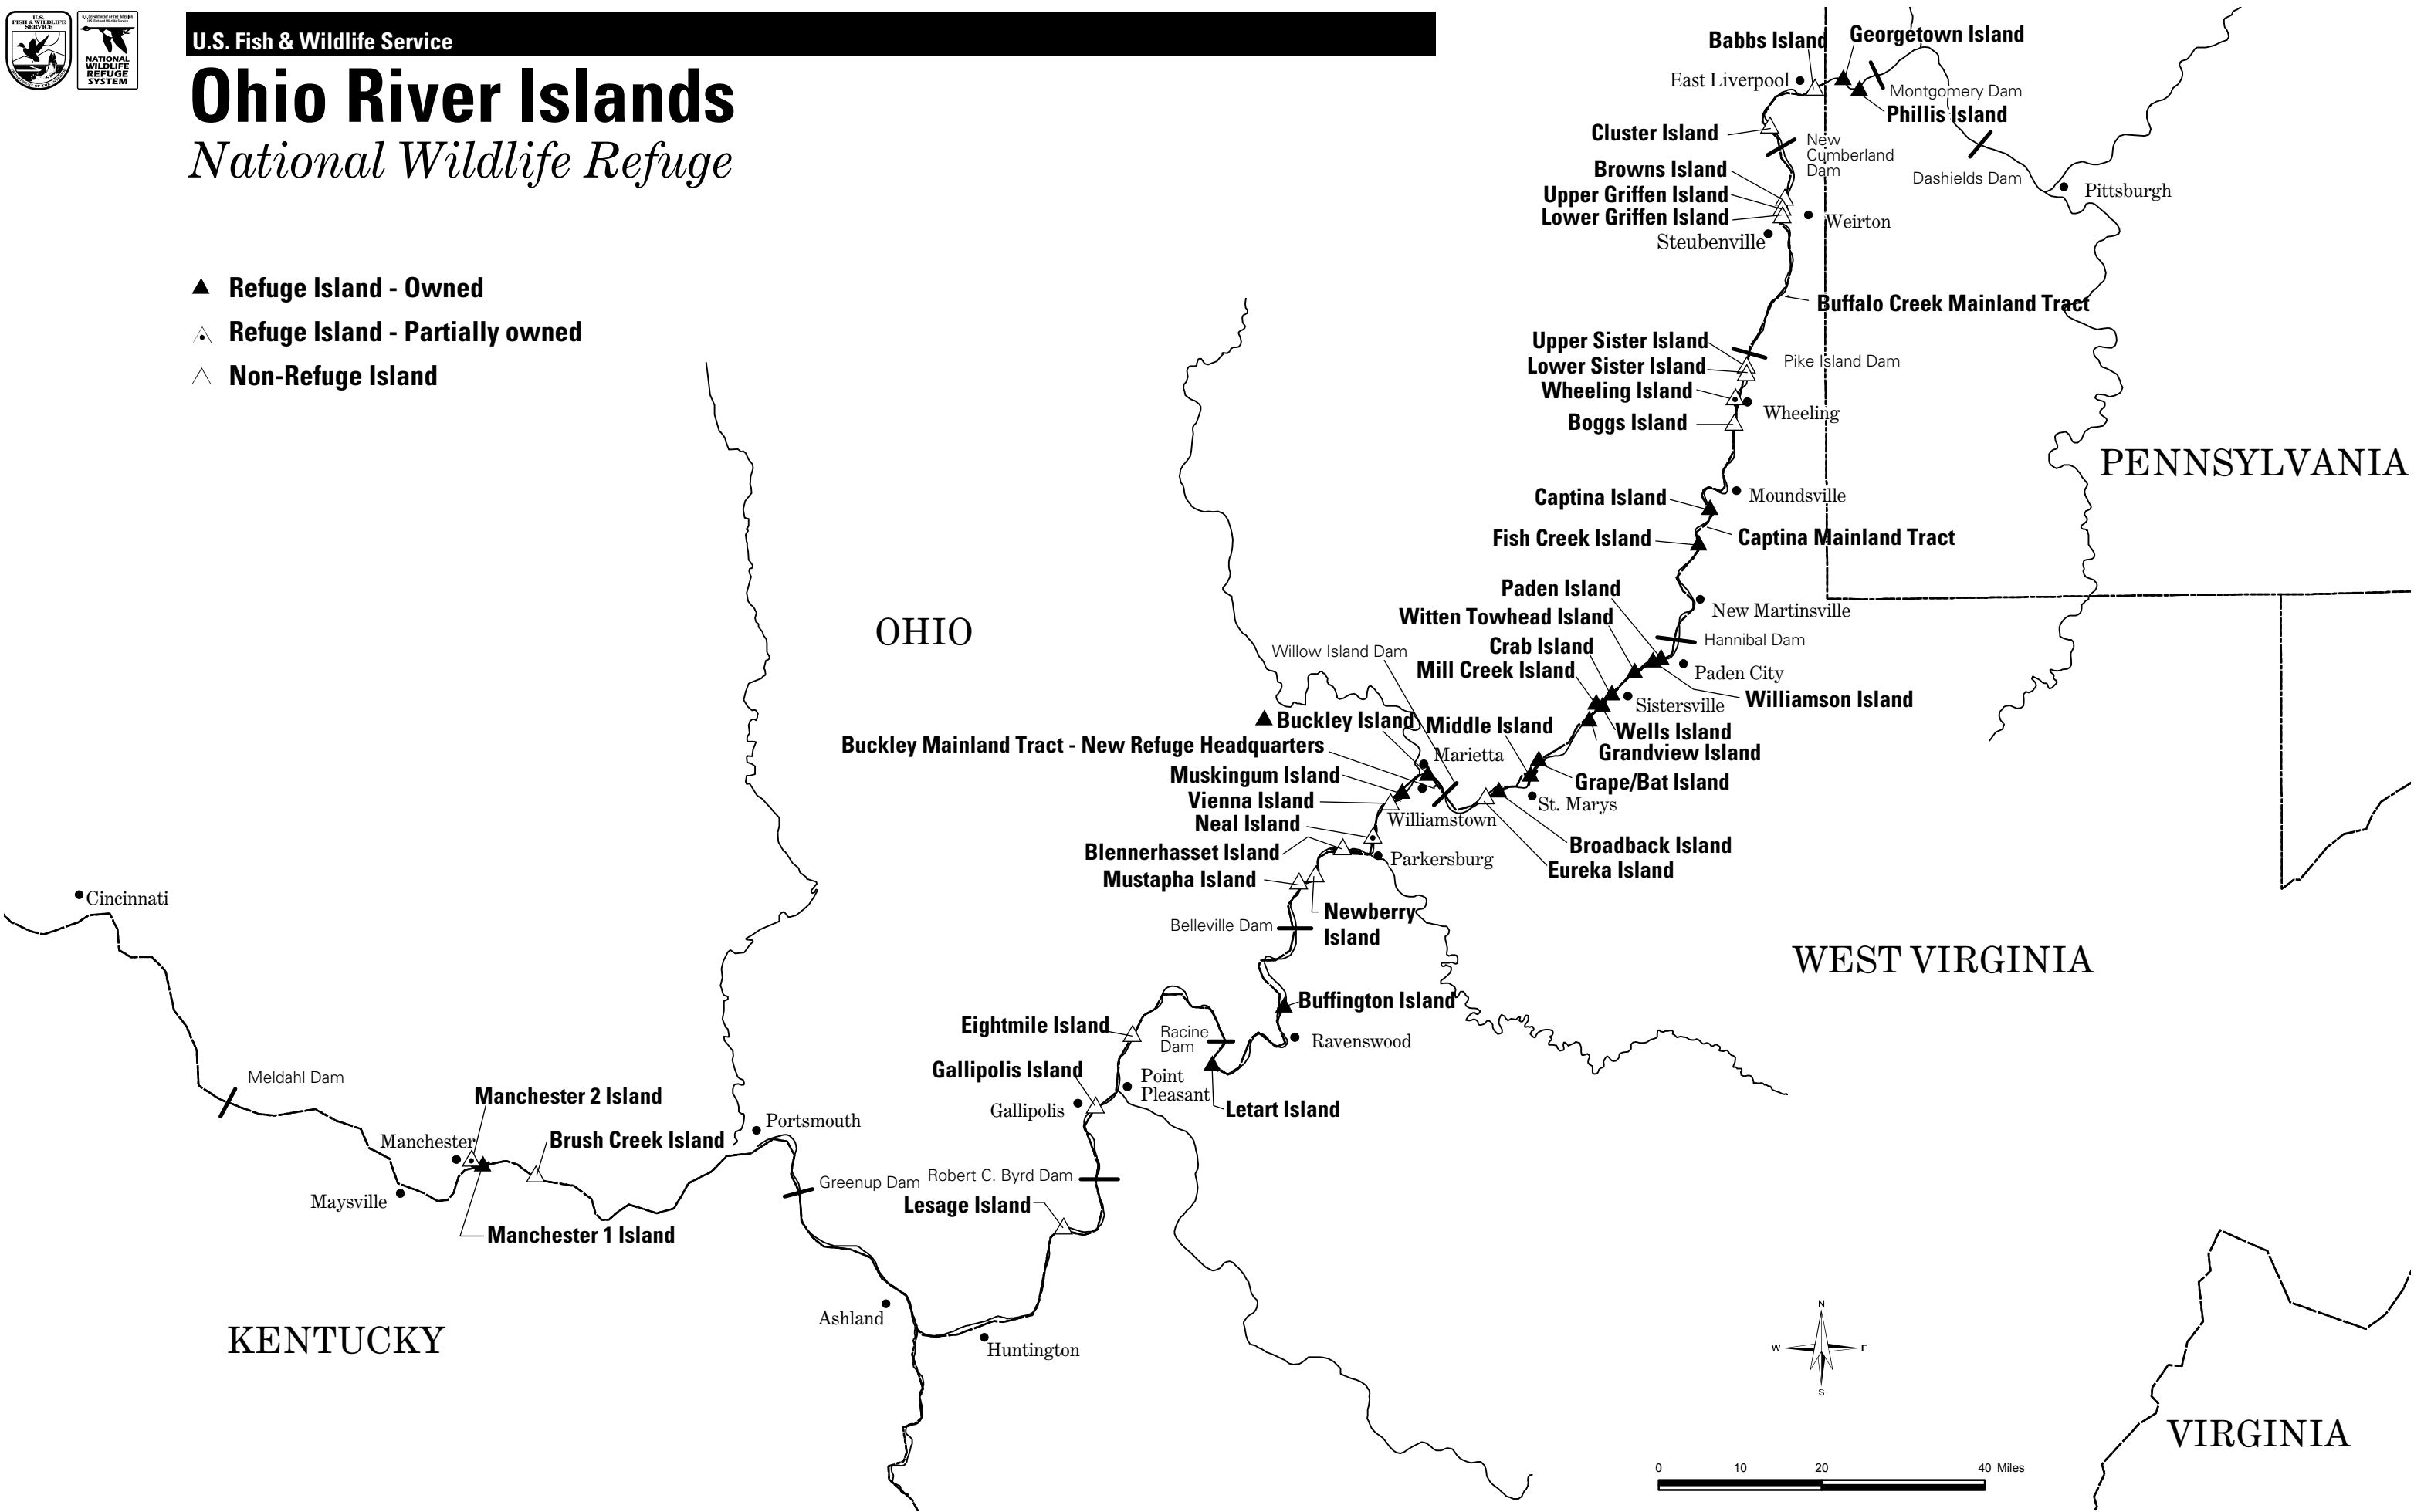 U.S.
FISH & WILDLIFE
SERVICE
NATIONAL
WILDLIFE
REFUGE
SYSTEM
U.S. Fish & Wildlife Service
Ohio River Islands
National Wildlife Refuge
Refuge Island - Owned
Refuge Island - Partially owned
Non-Refuge Island
Babbs Island
Georgetown Island
East Liverpool
Montgomery Dam
Phillis Island
Cluster Island
New
Cumberland
Dam
Dashields Dam
Pittsburgh
Browns Island
Upper Griffen Island
Lower Griffen Island
Weirton
Steubenville
Buffalo Creek Mainland Tract
Upper Sister Island
Pike Island Dam
Lower Sister Island
Wheeling Island
Wheeling
Boggs Island
PENNSYLVANIA
Captina Island
Moundsville
Fish Creek Island
Captina Mainland Tract
Paden Island
New Martinsville
Witten Towhead Island
Hannibal Dam
OHIO
Crab Island
Willow Island Dam
Mill Creek Island
Paden City
Williamson Island
Sistersville
Buckley Island
Middle Island
Wells Island
Grandview Island
Buckley Mainland Tract - New Refuge Headquarters
Marietta
Muskingum Island
Grape/Bat Island
Vienna Island
St. Marys
Williamstown
Neal Island
Broadback Island
Blennerhasset Island
Parkersburg
Eureka Island
Mustapha Island
Newberry
Island
Belleville Dam
Cincinnati
WEST VIRGINIA
Buffington Island
Eightmile Island
Racine
Dam
Ravenswood
Gallipolis Island
Point
Pleasant
Gallipolis
Letart Island
Meldahl Dam
Manchester 2 Island
Portsmouth
Manchester
Brush Creek Island
Greenup Dam
Robert C. Byrd Dam
Maysville
Lesage Island
Manchester 1 Island
Ashland
KENTUCKY
Huntington
N
W
E
S
VIRGINIA
0 10 20 40 Miles